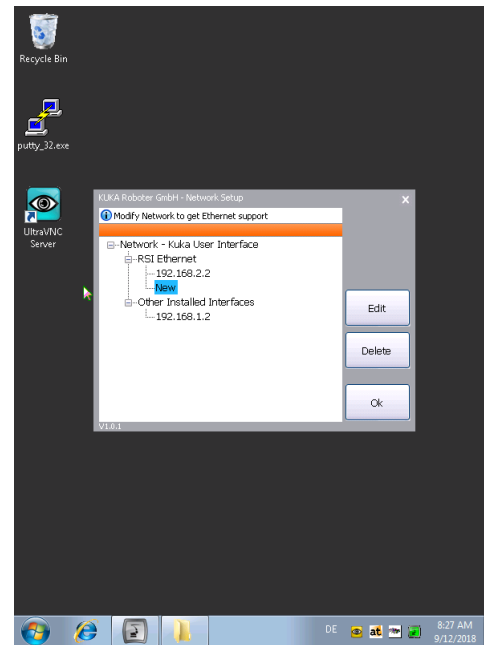 Recycle Bin
putty_32.exe
UltraVNC
Server
KUKA Roboter GmbH - Network Setup
Modify Network to get Ethernet support
Network - Kuka User Interface
RSI Ethernet
192.168.2.2
New
Other Installed Interfaces
192.168.1.2
Edit
Delete
Ok
V1.0.1
DE
at
8:27 AM
9/12/2018